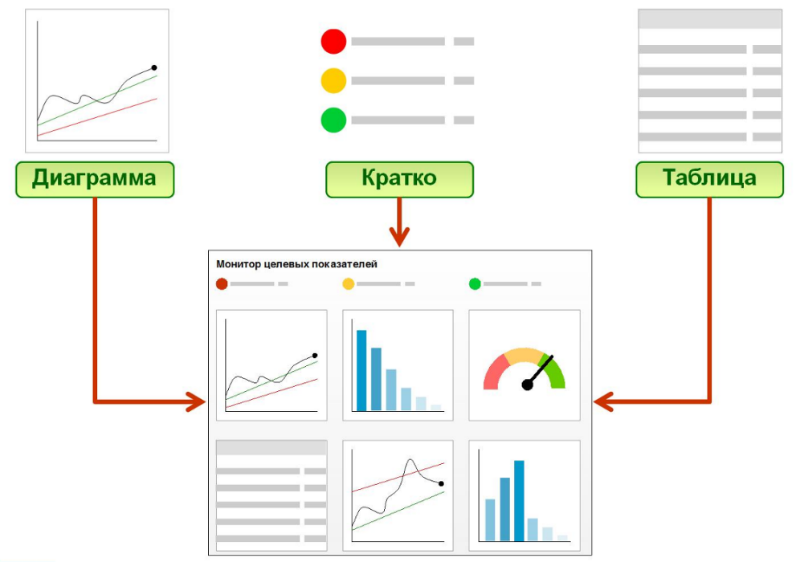 Диаграмма
Кратко
Таблица
Монитор целевых показателей